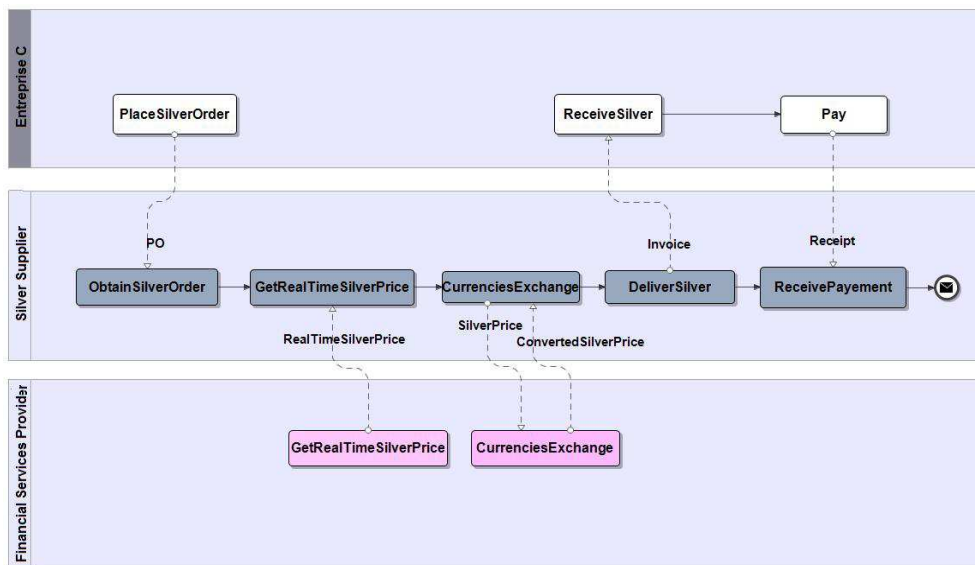 Entreprise C
PlaceSilverOrder
ReceiveSilver
Pay
Silver Supplier
PO
Invoice
Receipt
ObtainSilverOrder
GetRealTimeSilverPrice
CurrenciesExchange
DeliverSilver
ReceivePayement
RealTimeSilverPrice
SilverPrice
ConvertedSilverPrice
Financial Services Provider
GetRealTimeSilverPrice
CurrenciesExchange